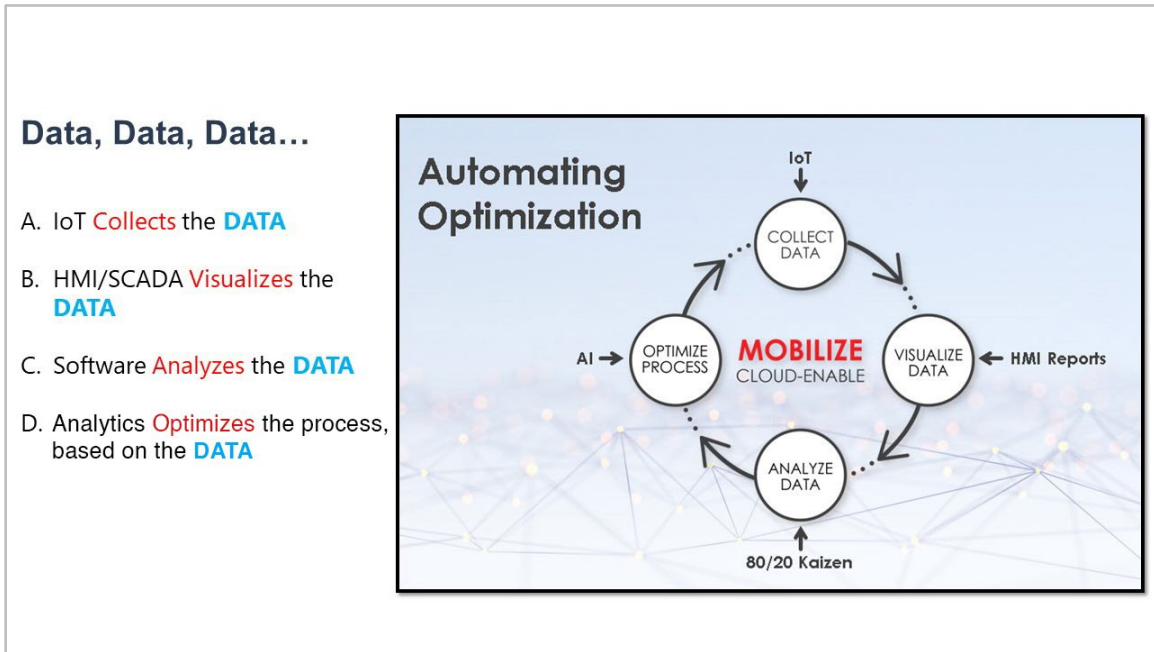 Data, Data, Data...
A. IoT Collects the DATA
B. HMI/SCADA Visualizes the
DATA
C. Software Analyzes the DATA
D. Analytics Optimizes the process,
based on the DATA
Automating
Optimization
IoT
COLLECT
DATA
AI
OPTIMIZE
PROCESS
MOBILIZE
CLOUD-ENABLE
VISUALIZE
DATA
HMI Reports
ANALYZE
DATA
80/20 Kaizen